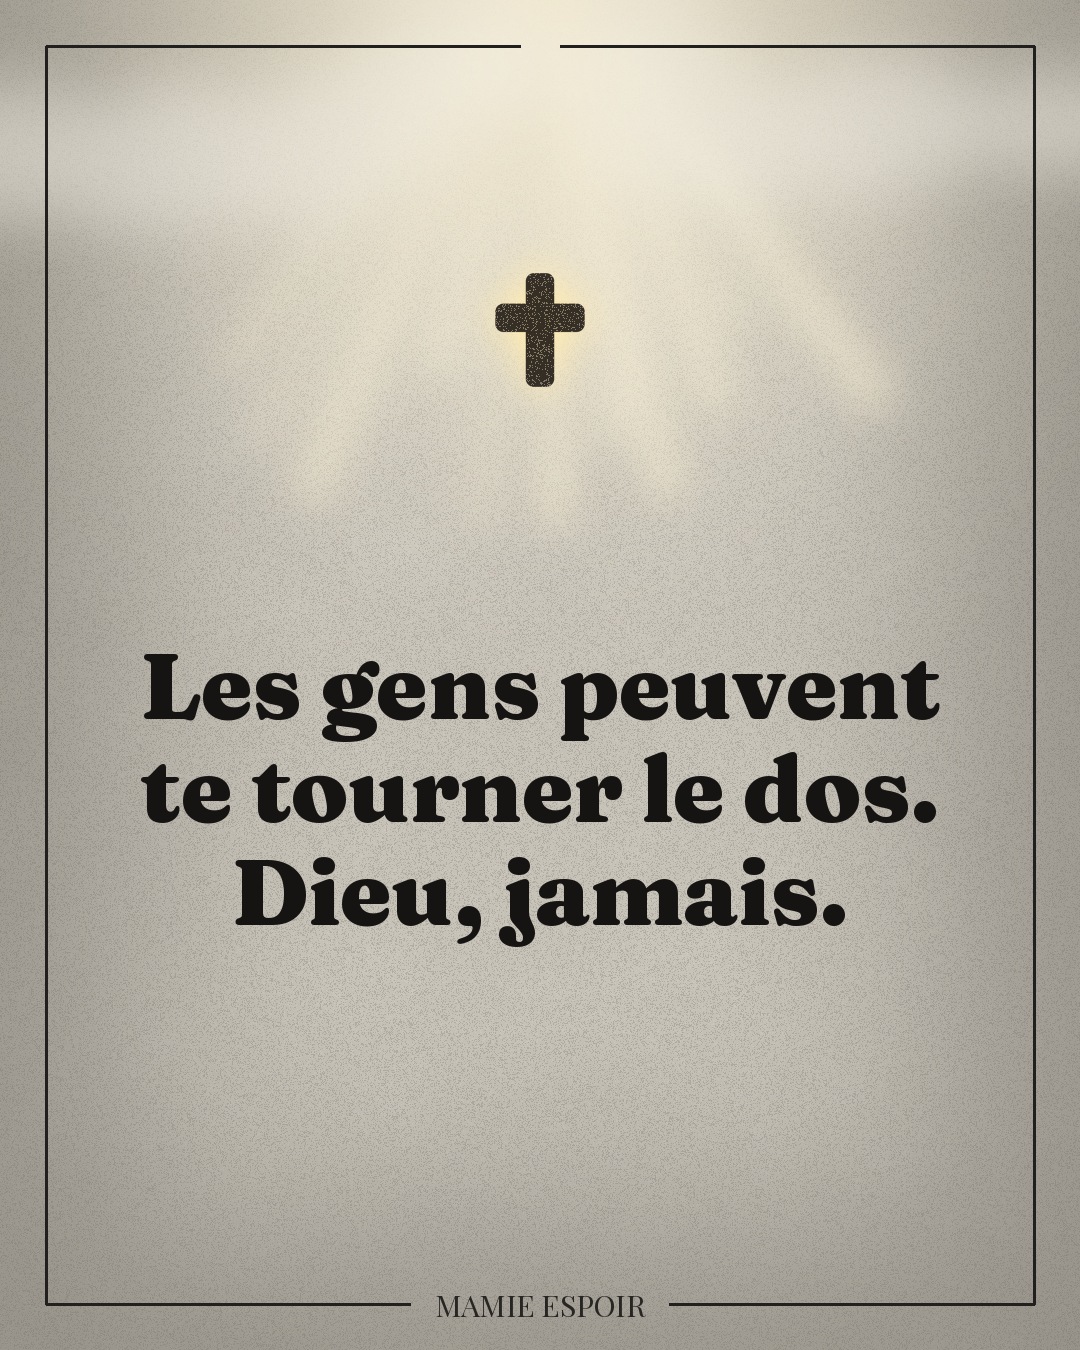 Les gens peuvent
te tourner le dos.
Dieu, jamais.
MAMIE ESPOIR